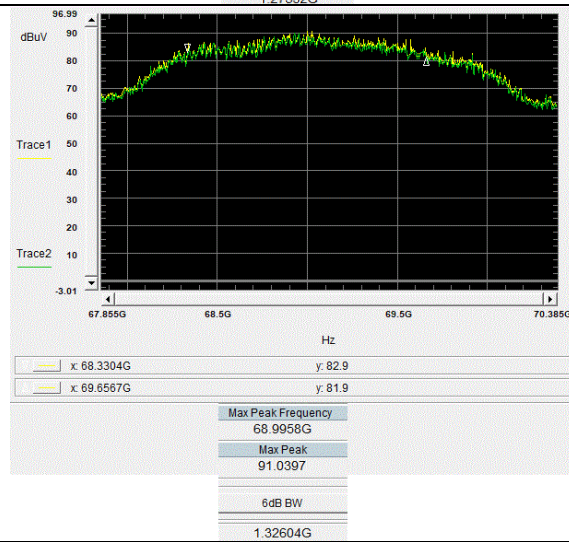 1.27552G
96.99
dBuV
90
80
70
60
Trace1 50
40
30
20
Trace2 10
-3.01
67.855G 68.5G 69.5G 70.385G
Hz
x: 68.3304G y: 82.9
x: 69.6567G y: 81.9
Max Peak Frequency
68.9958G
Max Peak
91.0397
6dB BW
1.32604G